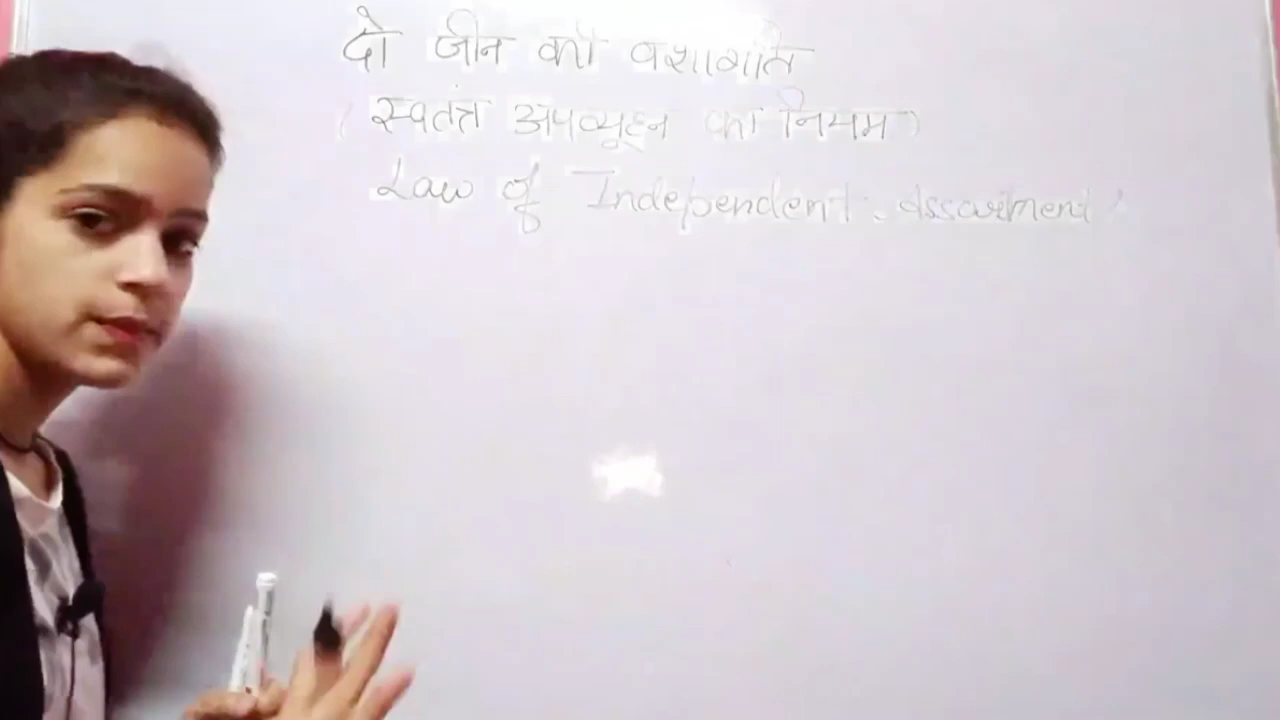 दो जीन की वंशागति
(स्वतंत्र अपव्यूहन का नियम)
Law of Independent Assortment